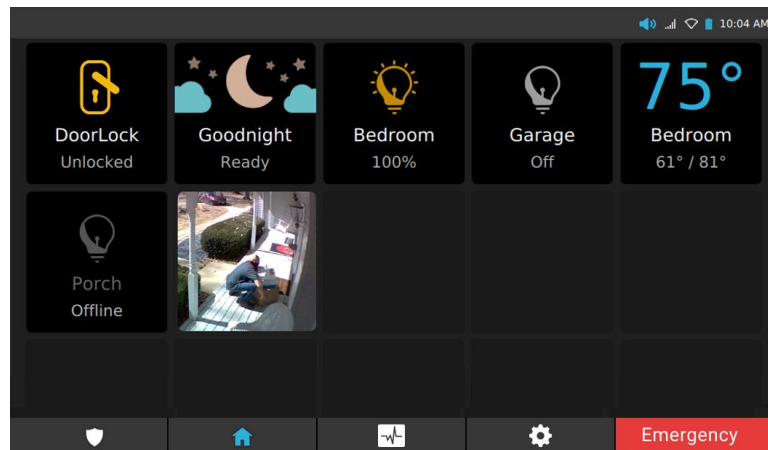 10:04 AM
DoorLock
Unlocked
Goodnight
Ready
Bedroom
100%
Garage
Off
75°
Bedroom
61° / 81°
Porch
Offline
Emergency